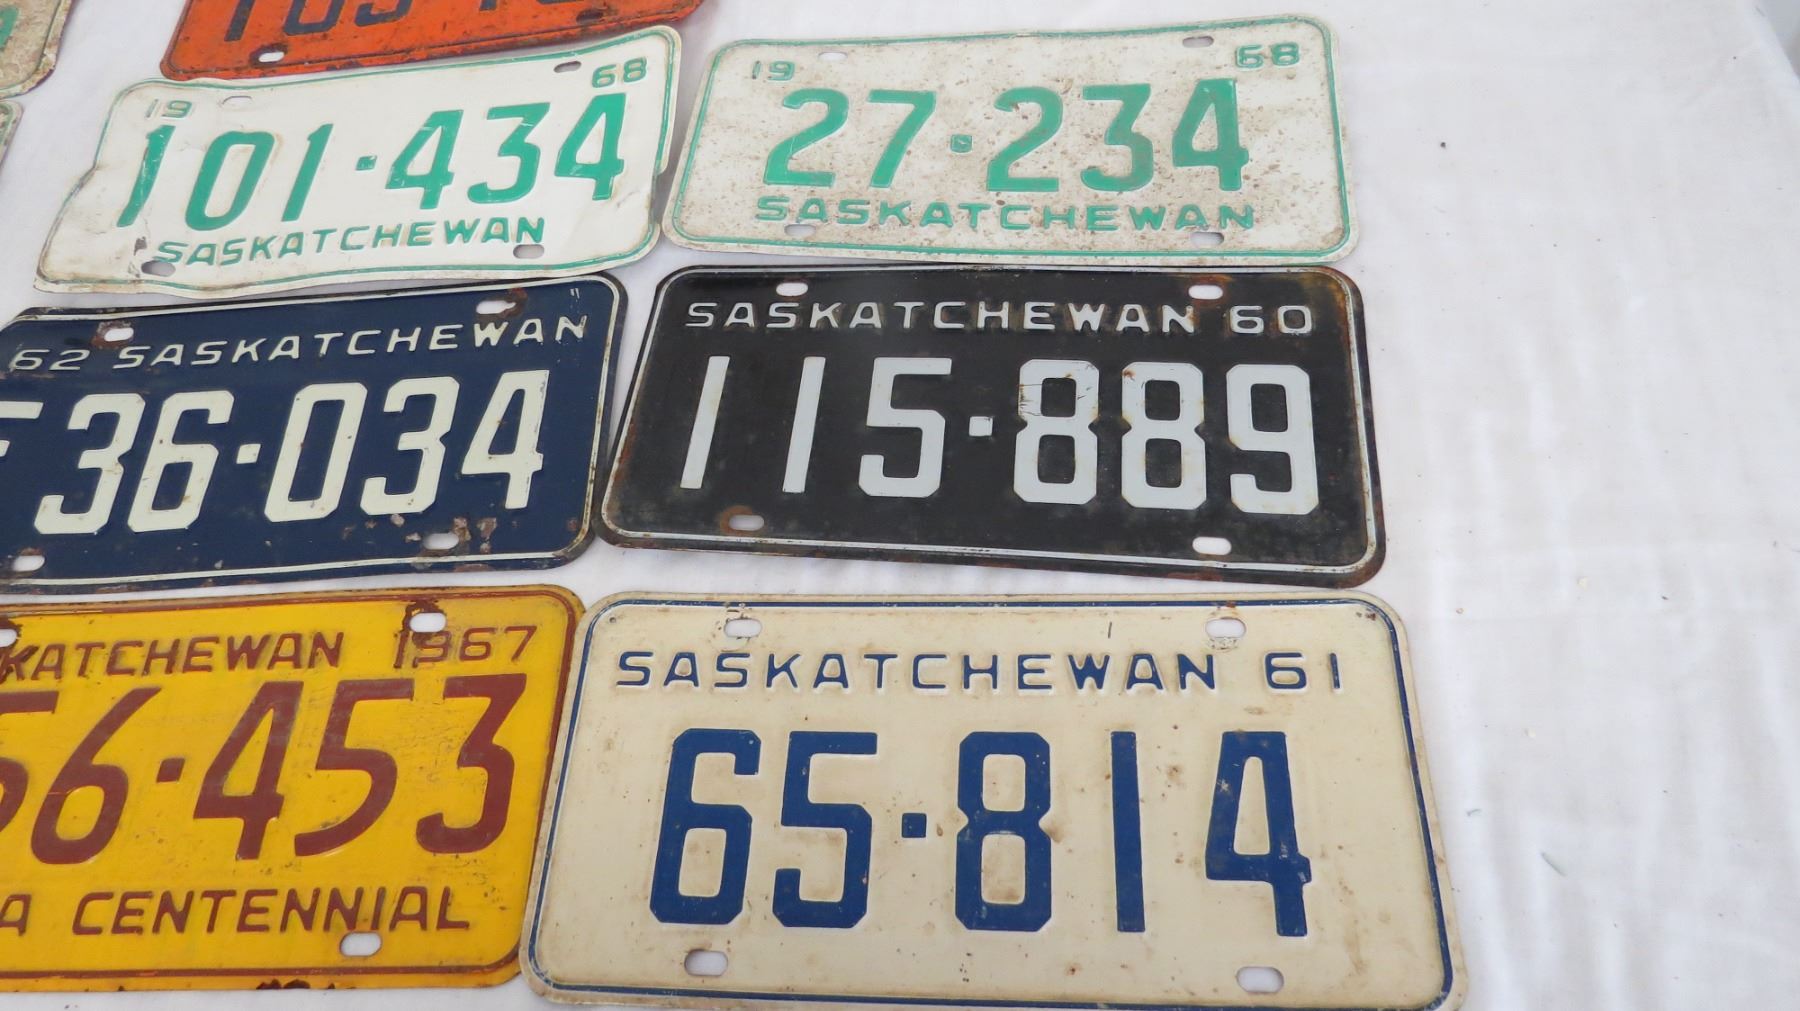 19 68
101·434
SASKATCHEWAN
19 68
27·234
SASKATCHEWAN
62 SASKATCHEWAN
36·034
SASKATCHEWAN 60
115·889
KATCHEWAN 1967
56·453
A CENTENNIAL
SASKATCHEWAN 61
65·814